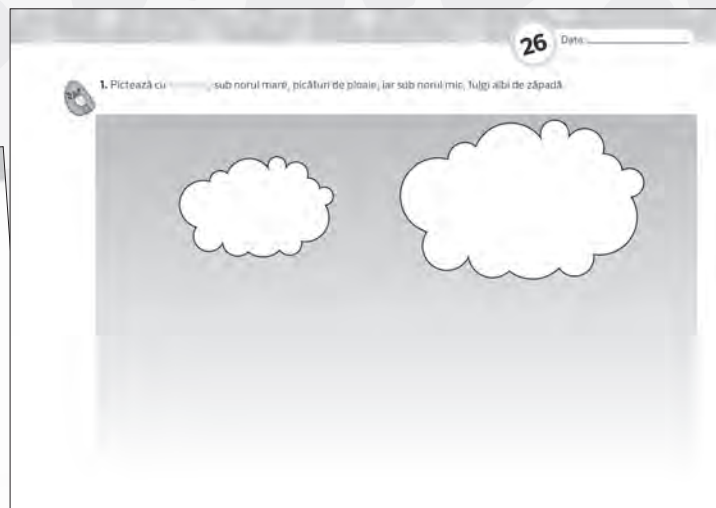 26
Data:
1. Pictează cu , sub norul mare, picături de ploaie, iar sub norul mic, fulgi albi de zăpadă.